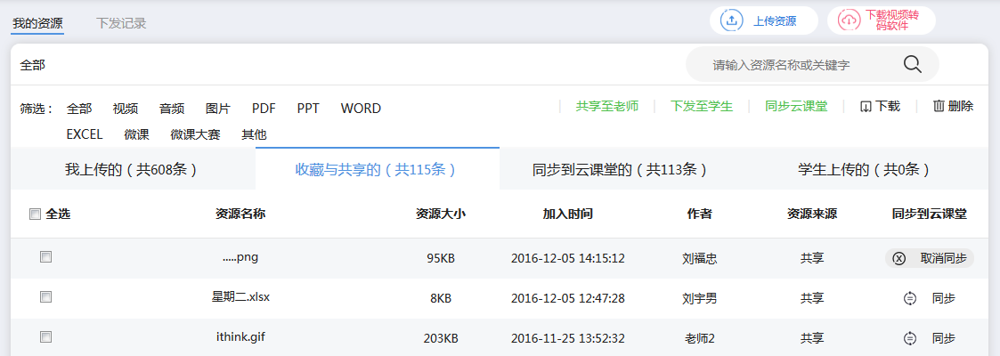 我的资源 下发记录 上传资源 下载视频转
码软件
全部 请输入资源名称或关键字
筛选： 全部 视频 音频 图片 PDF PPT WORD 共享至老师 下发至学生 同步云课堂 下载 删除
EXCEL 微课 微课大赛 其他
我上传的（共608条） 收藏与共享的（共115条） 同步到云课堂的（共113条） 学生上传的（共0条）
全选 资源名称 资源大小 加入时间 作者 资源来源 同步到云课堂
.....png 95KB 2016-12-05 14:15:12 刘福忠 共享 取消同步
星期二.xlsx 8KB 2016-12-05 12:47:28 刘宇男 共享 同步
ithink.gif 203KB 2016-11-25 13:52:32 老师2 共享 同步